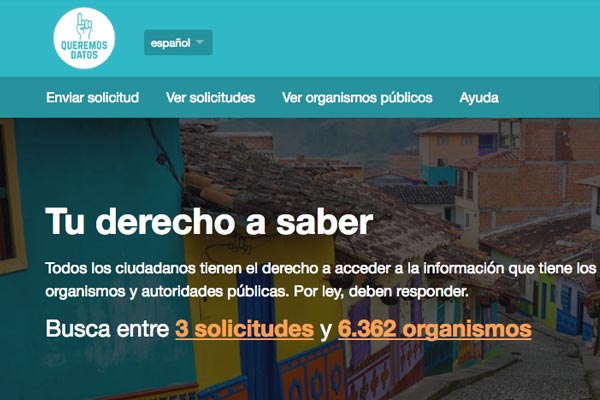 QUEREMOS
DATOS
español
Enviar solicitud Ver solicitudes Ver organismos públicos Ayuda
Tu derecho a saber
Todos los ciudadanos tienen el derecho a acceder a la información que tiene los
organismos y autoridades públicas. Por ley, deben responder.
Busca entre 3 solicitudes y 6.362 organismos